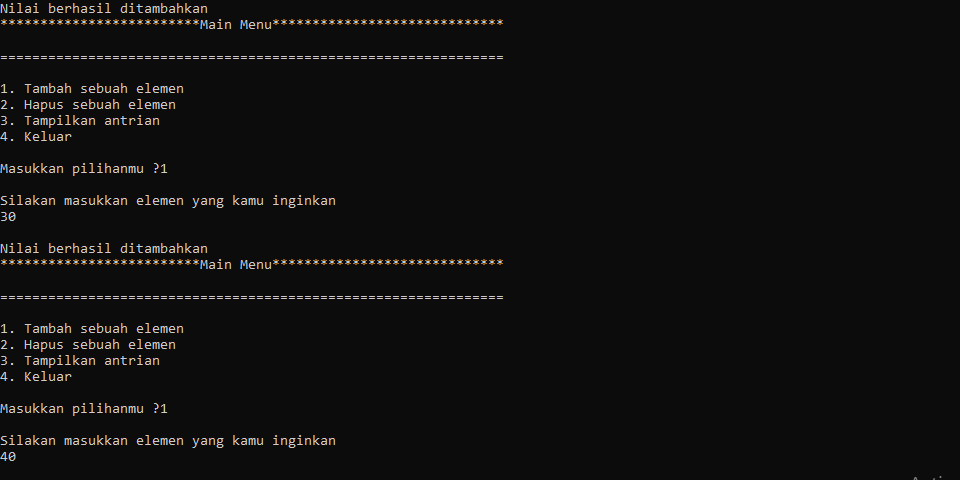 Nilai berhasil ditambahkan
*************************Main Menu*****************************
===============================================================
1. Tambah sebuah elemen
2. Hapus sebuah elemen
3. Tampilkan antrian
4. Keluar
Masukkan pilihanmu ?1
Silakan masukkan elemen yang kamu inginkan
30
Nilai berhasil ditambahkan
*************************Main Menu*****************************
===============================================================
1. Tambah sebuah elemen
2. Hapus sebuah elemen
3. Tampilkan antrian
4. Keluar
Masukkan pilihanmu ?1
Silakan masukkan elemen yang kamu inginkan
40